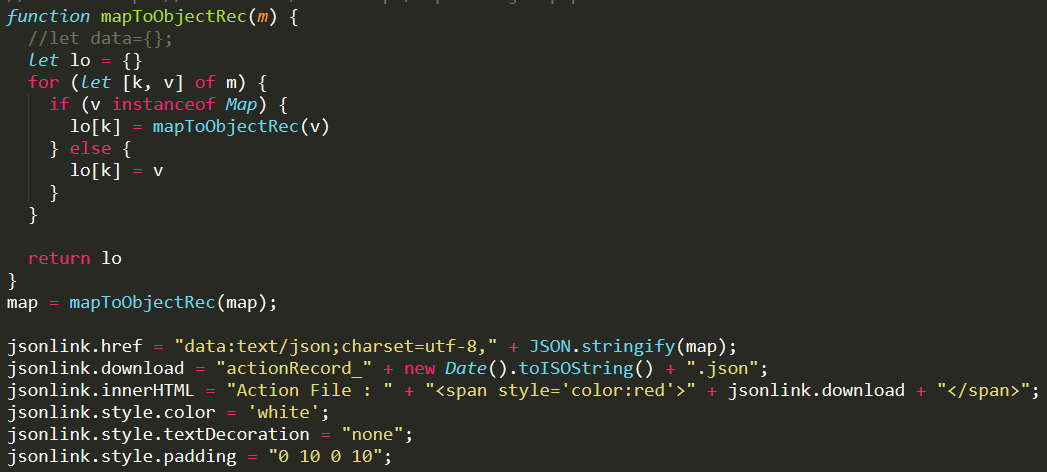 function mapToObjectRec(m) {
  //let data={};
  let lo = {}
  for (let [k, v] of m) {
    if (v instanceof Map) {
      lo[k] = mapToObjectRec(v)
    } else {
      lo[k] = v
    }
  }

  return lo
}
map = mapToObjectRec(map);

jsonlink.href = "data:text/json;charset=utf-8," + JSON.stringify(map);
jsonlink.download = "actionRecord_" + new Date().toISOString() + ".json";
jsonlink.innerHTML = "Action File : " + "<span style='color:red'>" + jsonlink.download + "</span>";
jsonlink.style.color = 'white';
jsonlink.style.textDecoration = "none";
jsonlink.style.padding = "0 10 0 10";